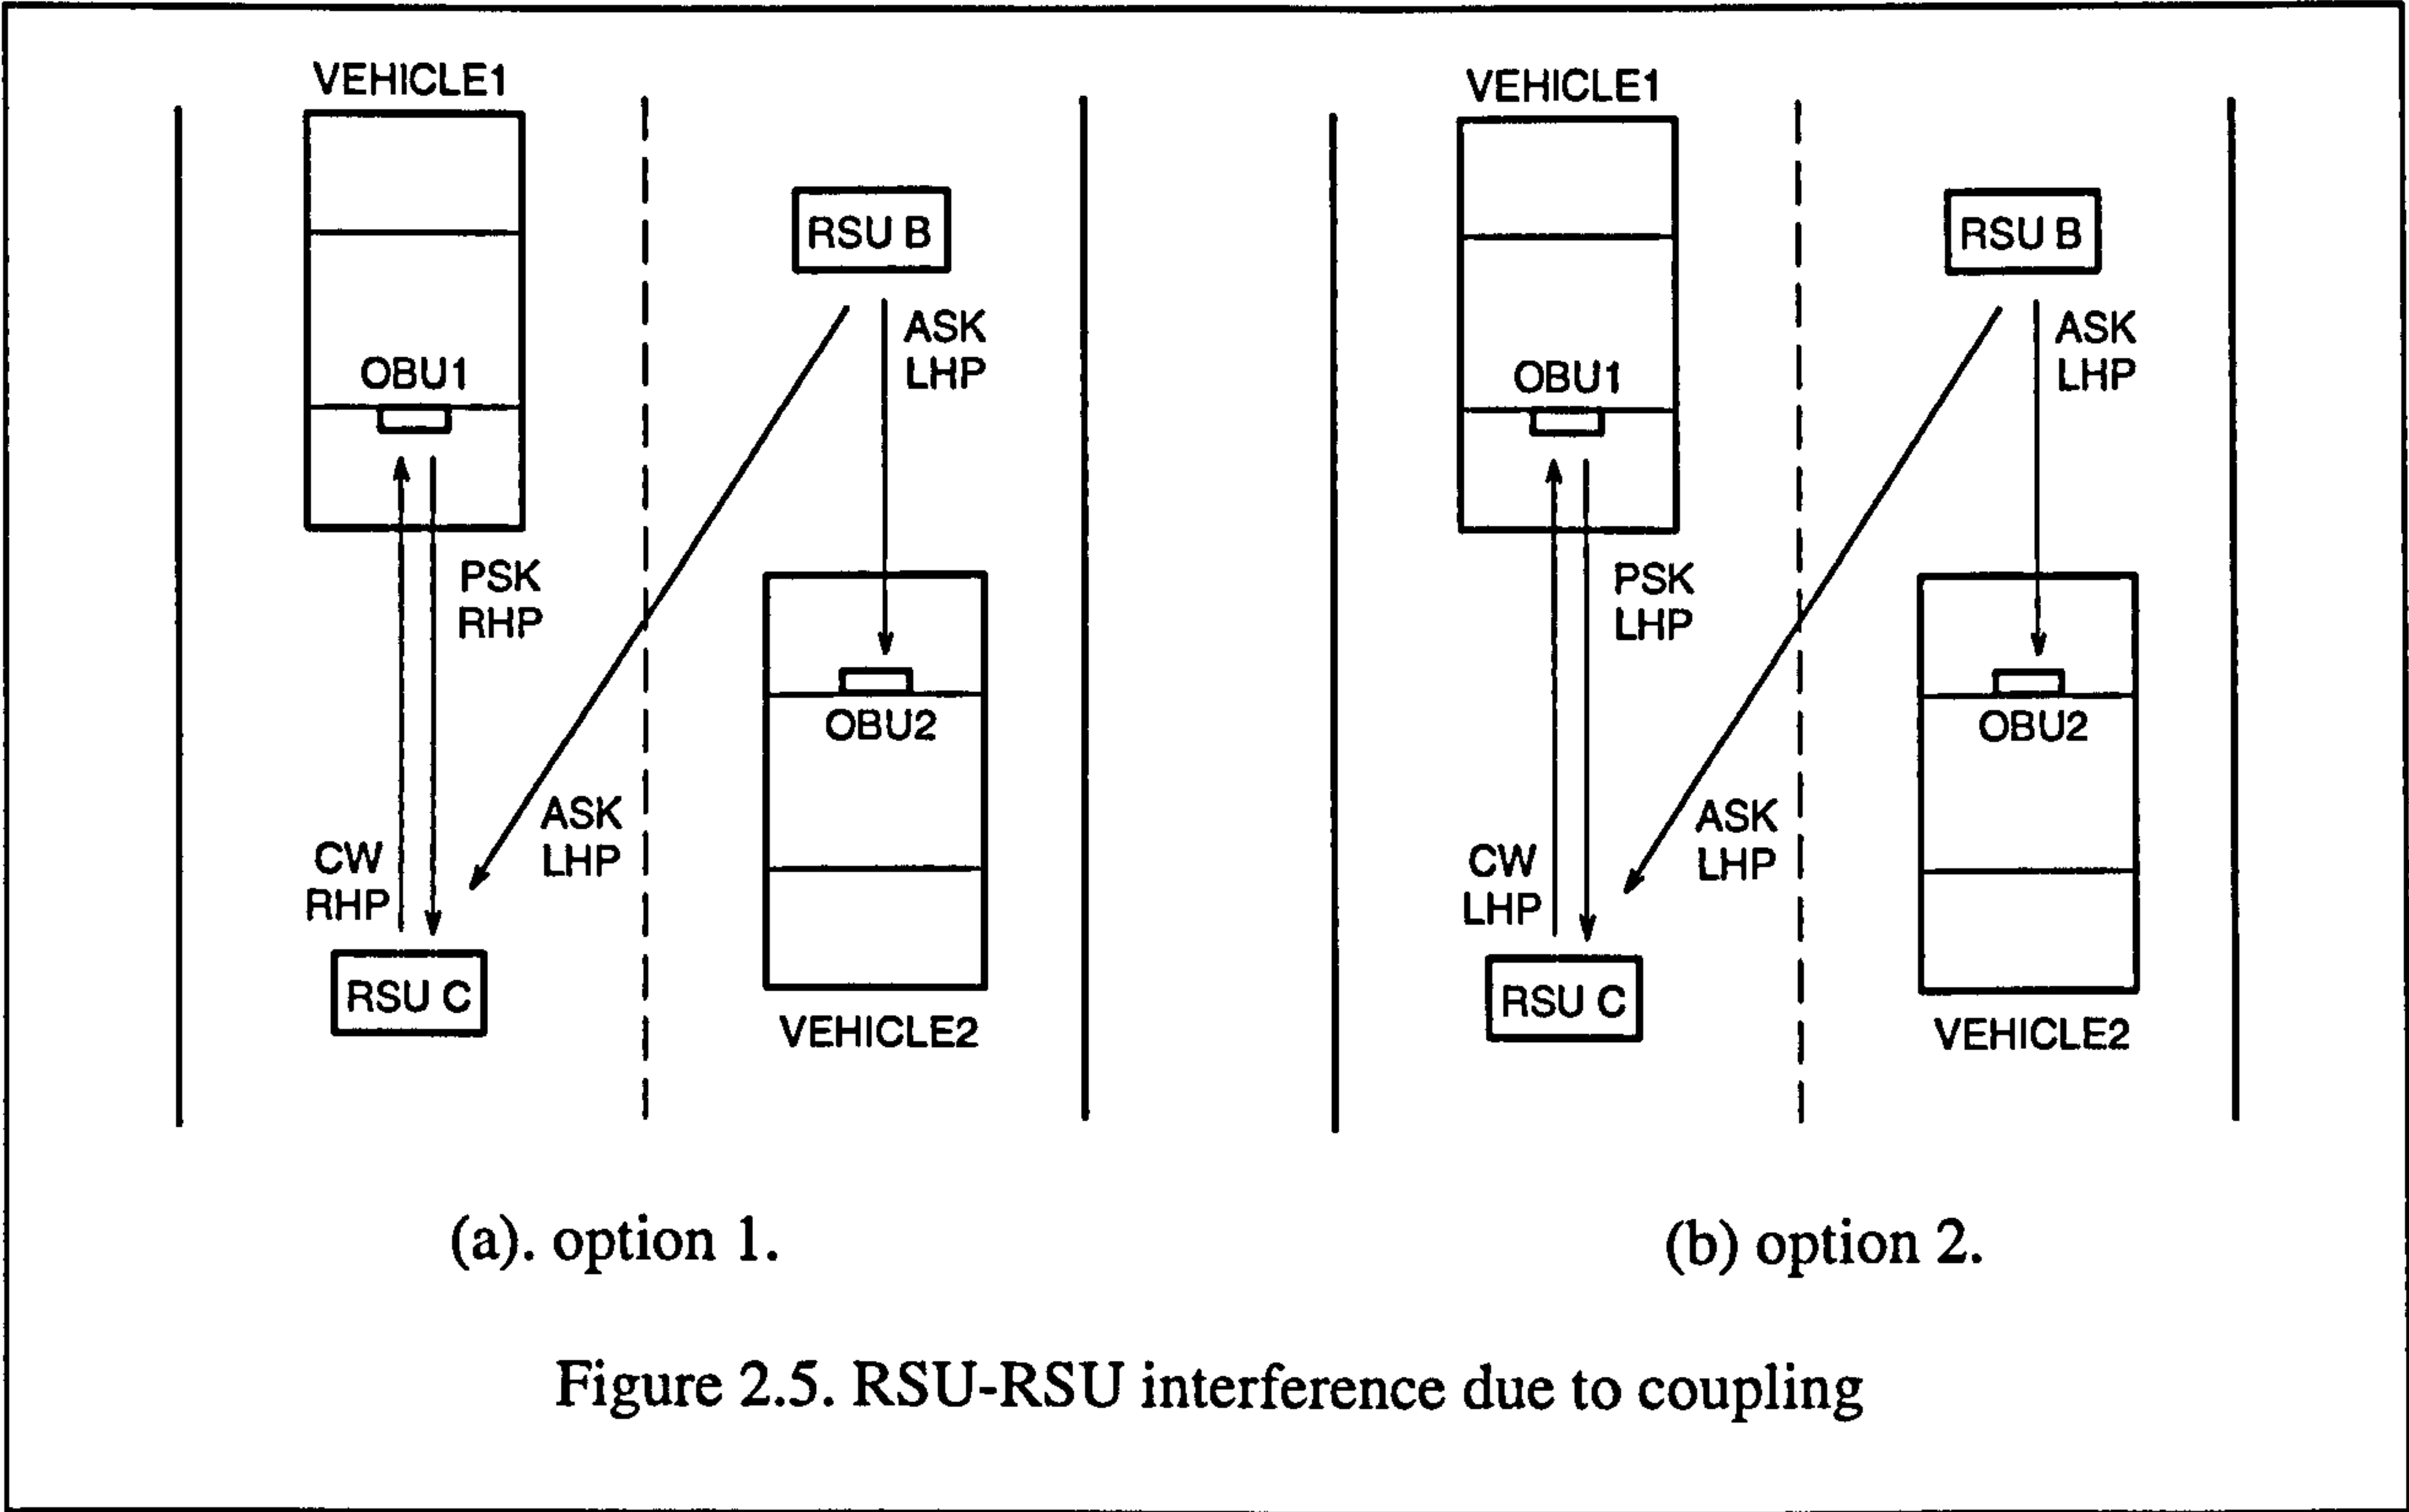 VEHICLE1
RSU B
ASK
LHP
OBU1
PSK
RHP
OBU2
ASK
LHP
CW
RHP
RSU C
VEHICLE2
(a). option 1.
VEHICLE1
RSU B
ASK
LHP
OBU1
PSK
LHP
OBU2
ASK
LHP
CW
LHP
RSU C
VEHICLE2
(b) option 2.
Figure 2.5. RSU-RSU interference due to coupling